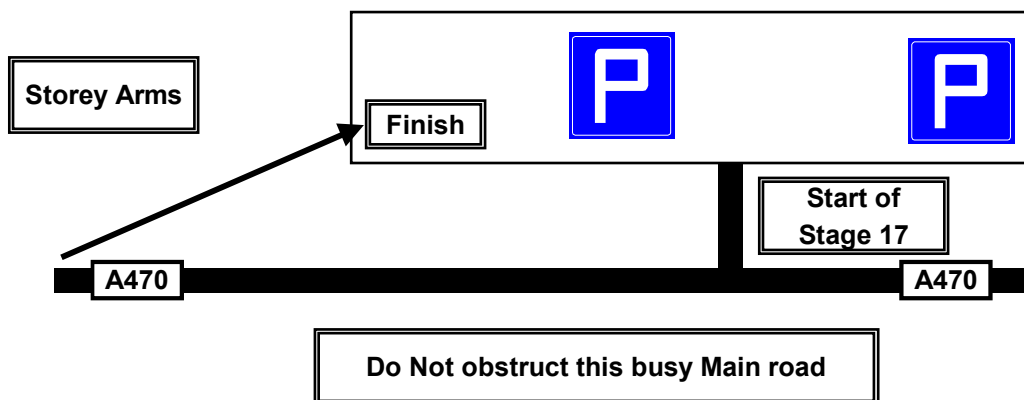 Storey Arms
P
P
Finish
Start of
Stage 17
A470
A470
Do Not obstruct this busy Main road